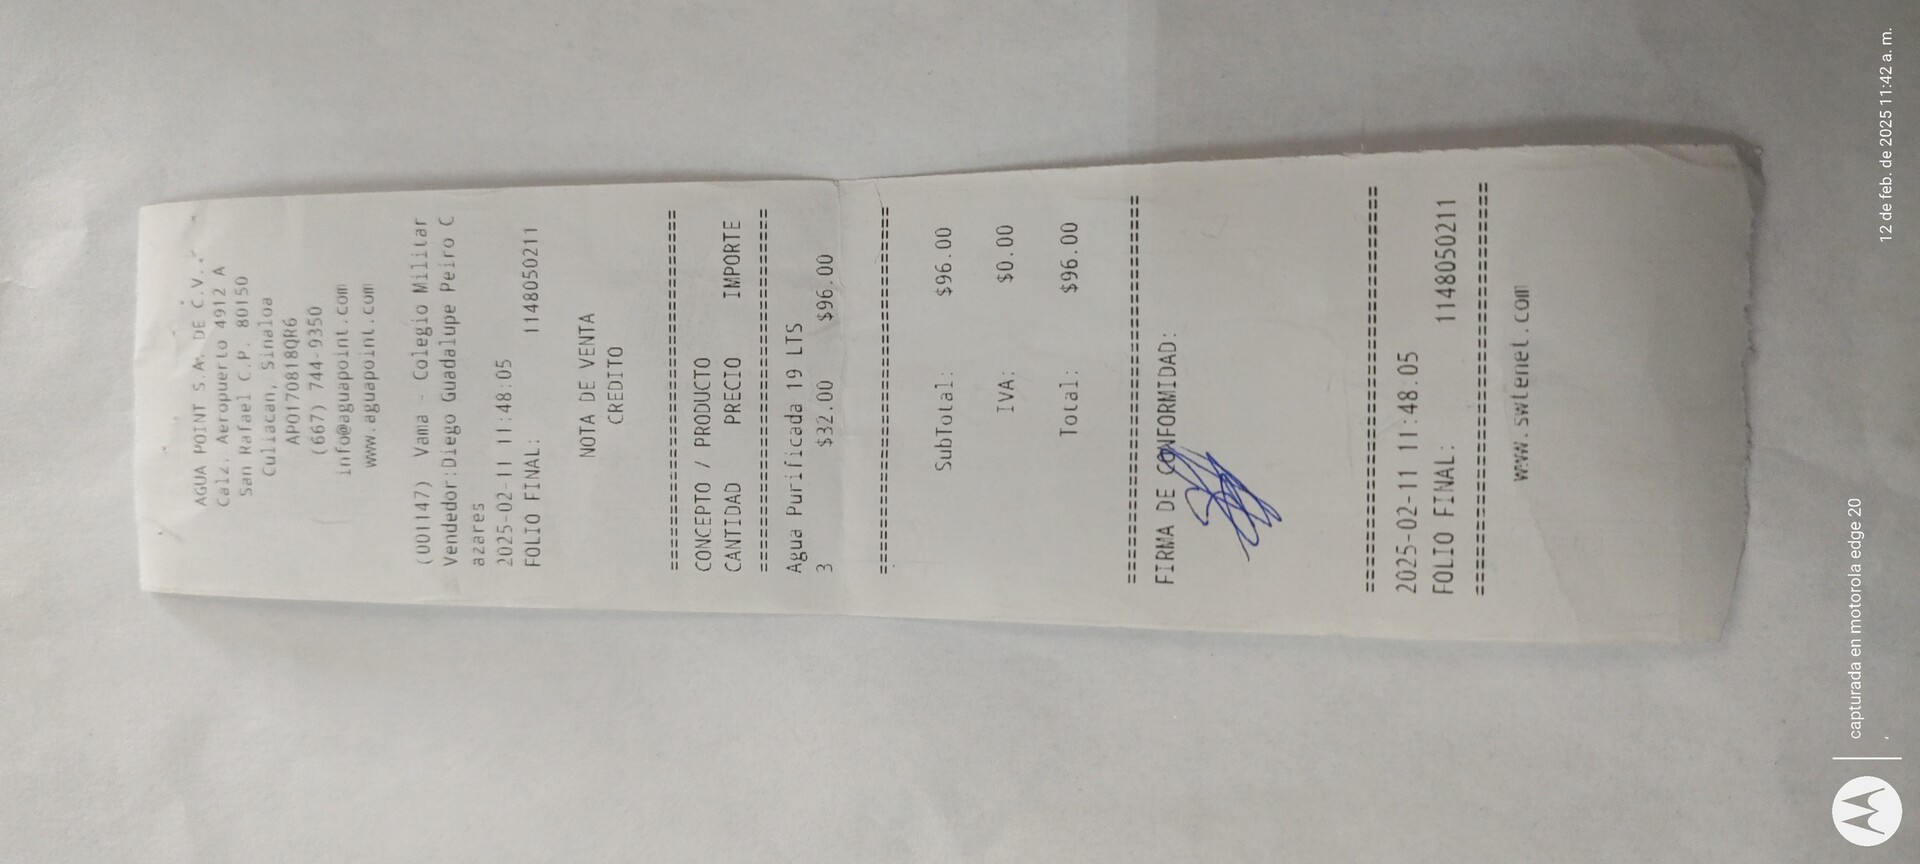 AGUA POINT S.A. DE C.V.
Calz. Aeropuerto 4912 A
San Rafael C.P. 80150
Culiacan, Sinaloa
APO170818QR6
(667) 744-9350
info@aguapoint.com
www.aguapoint.com
(001147) Vama - Colegio Militar
Vendedor:Diego Guadalupe Peiro C
azares
2025-02-11 11:48:05
FOLIO FINAL: 1148050211
NOTA DE VENTA
CREDITO
================================
CONCEPTO / PRODUCTO
CANTIDAD PRECIO IMPORTE
================================
Agua Purificada 19 LTS
3 $32.00 $96.00
================================
SubTotal: $96.00
IVA: $0.00
Total: $96.00
================================
FIRMA DE CONFORMIDAD:
================================
2025-02-11 11:48:05
FOLIO FINAL: 1148050211
================================
www.swtenet.com
capturada en motorola edge 20
12 de feb. de 2025 11:42 a. m.